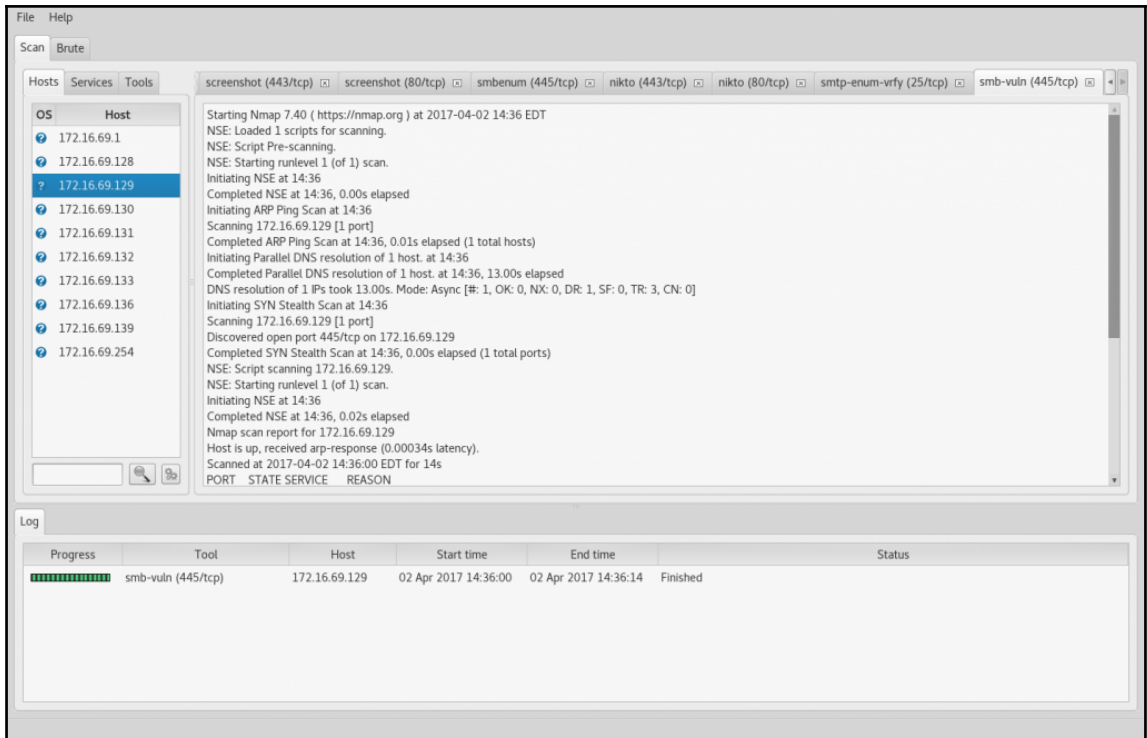 File Help
Scan Brute
Hosts Services Tools
screenshot (443/tcp) screenshot (80/tcp) smbenum (445/tcp) nikto (443/tcp) nikto (80/tcp) smtp-enum-vrfy (25/tcp) smb-vuln (445/tcp)
OS Host
172.16.69.1
172.16.69.128
172.16.69.129
172.16.69.130
172.16.69.131
172.16.69.132
172.16.69.133
172.16.69.136
172.16.69.139
172.16.69.254
Starting Nmap 7.40 ( https://nmap.org ) at 2017-04-02 14:36 EDT
NSE: Loaded 1 scripts for scanning.
NSE: Script Pre-scanning.
NSE: Starting runlevel 1 (of 1) scan.
Initiating NSE at 14:36
Completed NSE at 14:36, 0.00s elapsed
Initiating ARP Ping Scan at 14:36
Scanning 172.16.69.129 [1 port]
Completed ARP Ping Scan at 14:36, 0.01s elapsed (1 total hosts)
Initiating Parallel DNS resolution of 1 host. at 14:36
Completed Parallel DNS resolution of 1 host. at 14:36, 13.00s elapsed
DNS resolution of 1 IPs took 13.00s. Mode: Async [#: 1, OK: 0, NX: 0, DR: 1, SF: 0, TR: 3, CN: 0]
Initiating SYN Stealth Scan at 14:36
Scanning 172.16.69.129 [1 port]
Discovered open port 445/tcp on 172.16.69.129
Completed SYN Stealth Scan at 14:36, 0.00s elapsed (1 total ports)
NSE: Script scanning 172.16.69.129.
NSE: Starting runlevel 1 (of 1) scan.
Initiating NSE at 14:36
Completed NSE at 14:36, 0.02s elapsed
Nmap scan report for 172.16.69.129
Host is up, received arp-response (0.00034s latency).
Scanned at 2017-04-02 14:36:00 EDT for 14s
PORT STATE SERVICE REASON
Log
Progress Tool Host Start time End time Status
smb-vuln (445/tcp) 172.16.69.129 02 Apr 2017 14:36:00 02 Apr 2017 14:36:14 Finished